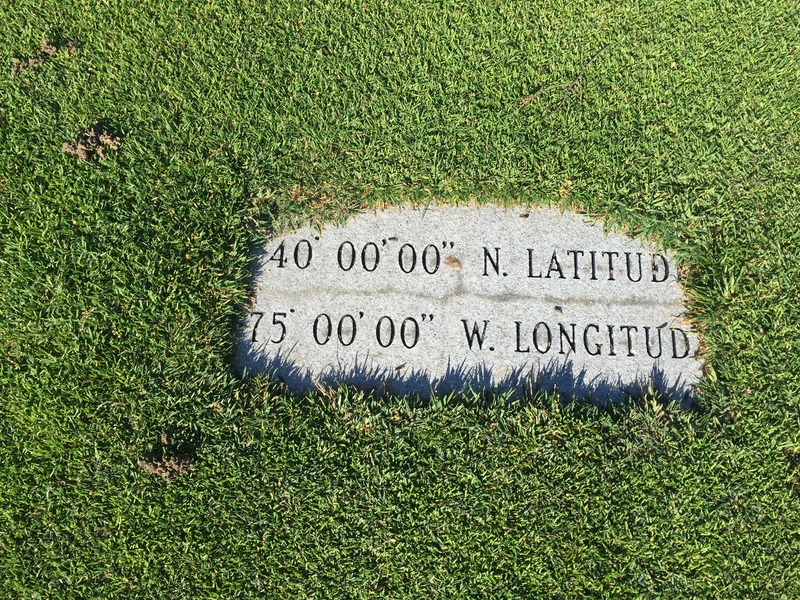 40° 00' 00" N. LATITUD
75° 00' 00" W. LONGITUD